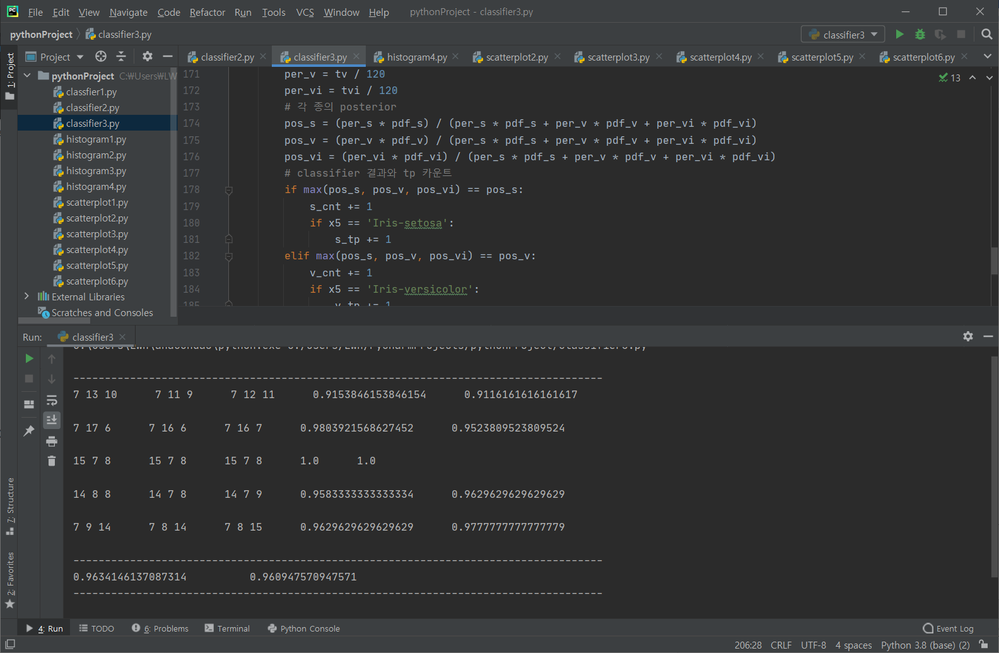 File Edit View Navigate Code Refactor Run Tools VCS Window Help pythonProject - classifier3.py
pythonProject classifier3.py classifier3
1: Project
Project classifier2.py classifier3.py histogram4.py scatterplot2.py scatterplot3.py scatterplot4.py scatterplot5.py scatterplot6.py
pythonProject C:₩Users₩LW
classfier1.py
classifier2.py
classifier3.py
histogram1.py
histogram2.py
histogram3.py
histogram4.py
scatterplot1.py
scatterplot2.py
scatterplot3.py
scatterplot4.py
scatterplot5.py
scatterplot6.py
External Libraries
Scratches and Consoles
13
171 per_v = tv / 120
172 per_vi = tvi / 120
173 # 각 종의 posterior
174 pos_s = (per_s * pdf_s) / (per_s * pdf_s + per_v * pdf_v + per_vi * pdf_vi)
175 pos_v = (per_v * pdf_v) / (per_s * pdf_s + per_v * pdf_v + per_vi * pdf_vi)
176 pos_vi = (per_vi * pdf_vi) / (per_s * pdf_s + per_v * pdf_v + per_vi * pdf_vi)
177 # classifier 결과와 tp 카운트
178 if max(pos_s, pos_v, pos_vi) == pos_s:
179 s_cnt += 1
180 if x5 == 'Iris-setosa':
181 s_tp += 1
182 elif max(pos_s, pos_v, pos_vi) == pos_v:
183 v_cnt += 1
184 if x5 == 'Iris-versicolor':
185 v_tp += 1
Run: classifier3
--------------------------------------------------------------------------------
7 13 10 7 11 9 7 12 11 0.9153846153846154 0.9116161616161617
7 17 6 7 16 6 7 16 7 0.9803921568627452 0.9523809523809524
15 7 8 15 7 8 15 7 8 1.0 1.0
14 8 8 14 7 8 14 7 9 0.9583333333333334 0.9629629629629629
7 9 14 7 8 14 7 8 15 0.9629629629629629 0.9777777777777779
--------------------------------------------------------------------------------
0.9634146137087314 0.960947570947571
--------------------------------------------------------------------------------
7: Structure
2: Favorites
4: Run TODO 6: Problems Terminal Python Console Event Log
206:28 CRLF UTF-8 4 spaces Python 3.8 (base) (2)